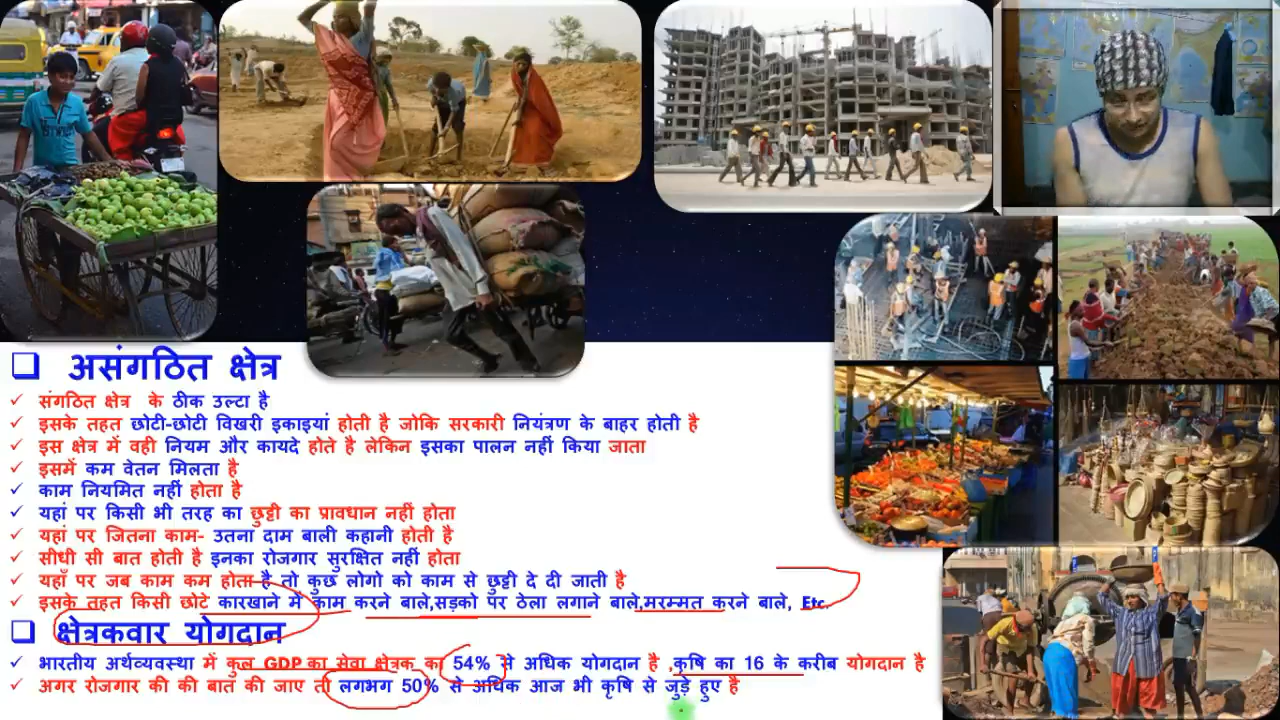 ❑ असंगठित क्षेत्र
✓ संगठित क्षेत्र के ठीक उल्टा है
✓ इसके तहत छोटी-छोटी विखरी इकाइयां होती है जोकि सरकारी नियंत्रण के बाहर होती है
✓ इस क्षेत्र में वही नियम और कायदे होते है लेकिन इसका पालन नहीं किया जाता
✓ इसमें कम वेतन मिलता है
✓ काम नियमित नहीं होता है
✓ यहां पर किसी भी तरह का छुट्टी का प्रावधान नहीं होता
✓ यहां पर जितना काम- उतना दाम बाली कहानी होती है
✓ सीधी सी बात होती है इनका रोजगार सुरक्षित नहीं होता
✓ यहाँ पर जब काम कम होता है तो कुछ लोगो को काम से छुट्टी दे दी जाती है
✓ इसके तहत किसी छोटे कारखाने में काम करने बाले,सड़को पर ठेला लगाने बाले,मरम्मत करने बाले, Etc.
❑ क्षेत्रकवार योगदान
✓ भारतीय अर्थव्यवस्था में कुल GDP का सेवा क्षेत्रक का 54% से अधिक योगदान है ,कृषि का 16 के करीब योगदान है
✓ अगर रोजगार की की बात की जाए तो लगभग 50% से अधिक आज भी कृषि से जुड़े हुए है